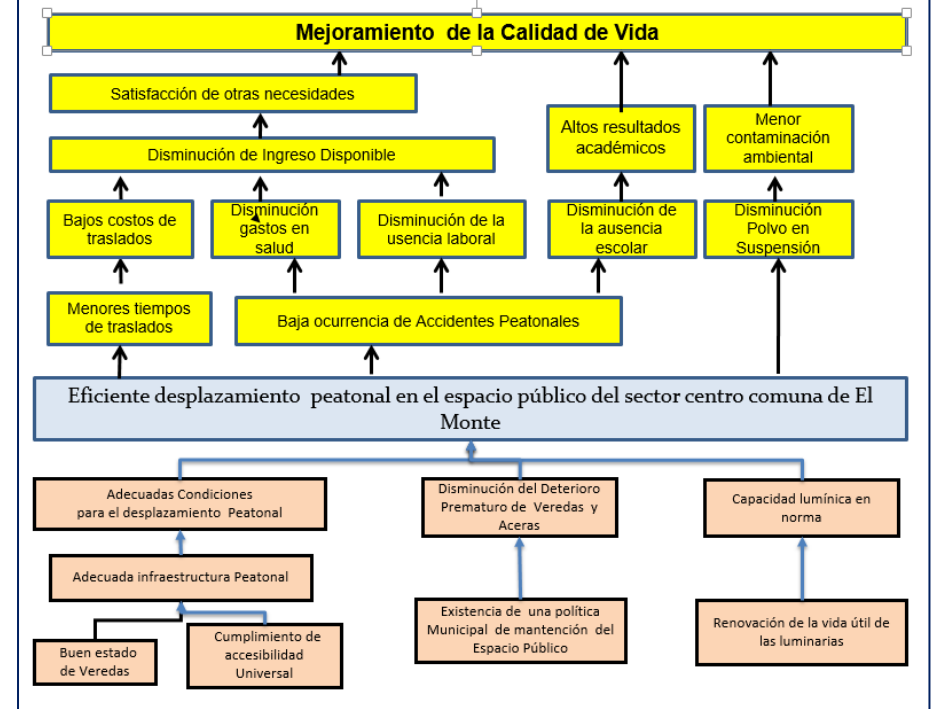 Mejoramiento de la Calidad de Vida
Satisfacción de otras necesidades
Altos resultados
académicos
Menor
contaminación
ambiental
Disminución de Ingreso Disponible
Bajos costos de
traslados
Disminución
gastos en
salud
Disminución de la
usencia laboral
Disminución de
la ausencia
escolar
Disminución
Polvo en
Suspensión
Menores tiempos
de traslados
Baja ocurrencia de Accidentes Peatonales
Eficiente desplazamiento peatonal en el espacio público del sector centro comuna de El
Monte
Adecuadas Condiciones
para el desplazamiento Peatonal
Disminución del Deterioro
Prematuro de Veredas y
Aceras
Capacidad lumínica en
norma
Adecuada infraestructura Peatonal
Existencia de una política
Municipal de mantención del
Espacio Público
Renovación de la vida útil de
las luminarias
Buen estado
de Veredas
Cumplimiento de
accesibilidad
Universal